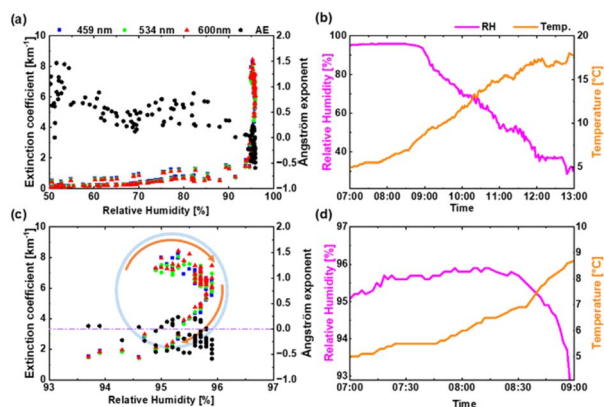 (a)
459 nm 534 nm 600nm AE
Extinction coefficient [km-1]
10
8
6
4
2
0
50 60 70 80 90 100
Relative Humidity [%]
2.0
1.5
1.0
0.5
0.0
-0.5
-1.0
Ångström exponent
(b)
RH Temp.
Relative Humidity [%]
100
80
60
40
07:00 08:00 09:00 10:00 11:00 12:00 13:00
Time
20
15
10
5
Temperature [°C]
(c)
Extinction coefficient [km-1]
10
8
6
4
2
0
93 94 95 96 97
Relative Humidity [%]
2.0
1.5
1.0
0.5
0.0
-0.5
-1.0
Ångström exponent
(d)
Relative Humidity [%]
97
96
95
94
93
07:00 07:30 08:00 08:30 09:00
Time
10
9
8
7
6
5
Temperature [°C]